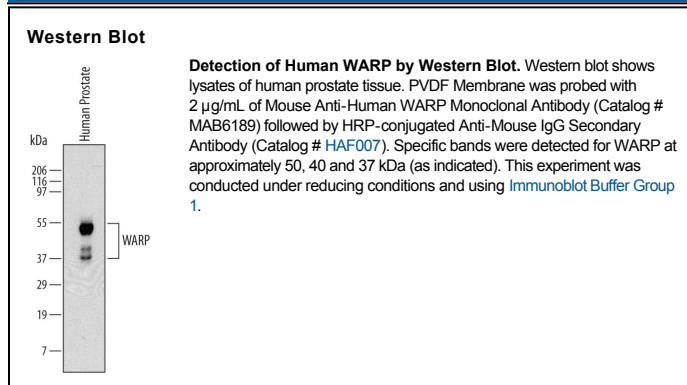 Western Blot
Human Prostate
kDa
206
116
97
55
37
29
19
7
WARP
Detection of Human WARP by Western Blot. Western blot shows
lysates of human prostate tissue. PVDF Membrane was probed with
2 µg/mL of Mouse Anti-Human WARP Monoclonal Antibody (Catalog #
MAB6189) followed by HRP-conjugated Anti-Mouse IgG Secondary
Antibody (Catalog # HAF007). Specific bands were detected for WARP at
approximately 50, 40 and 37 kDa (as indicated). This experiment was
conducted under reducing conditions and using Immunoblot Buffer Group
1.